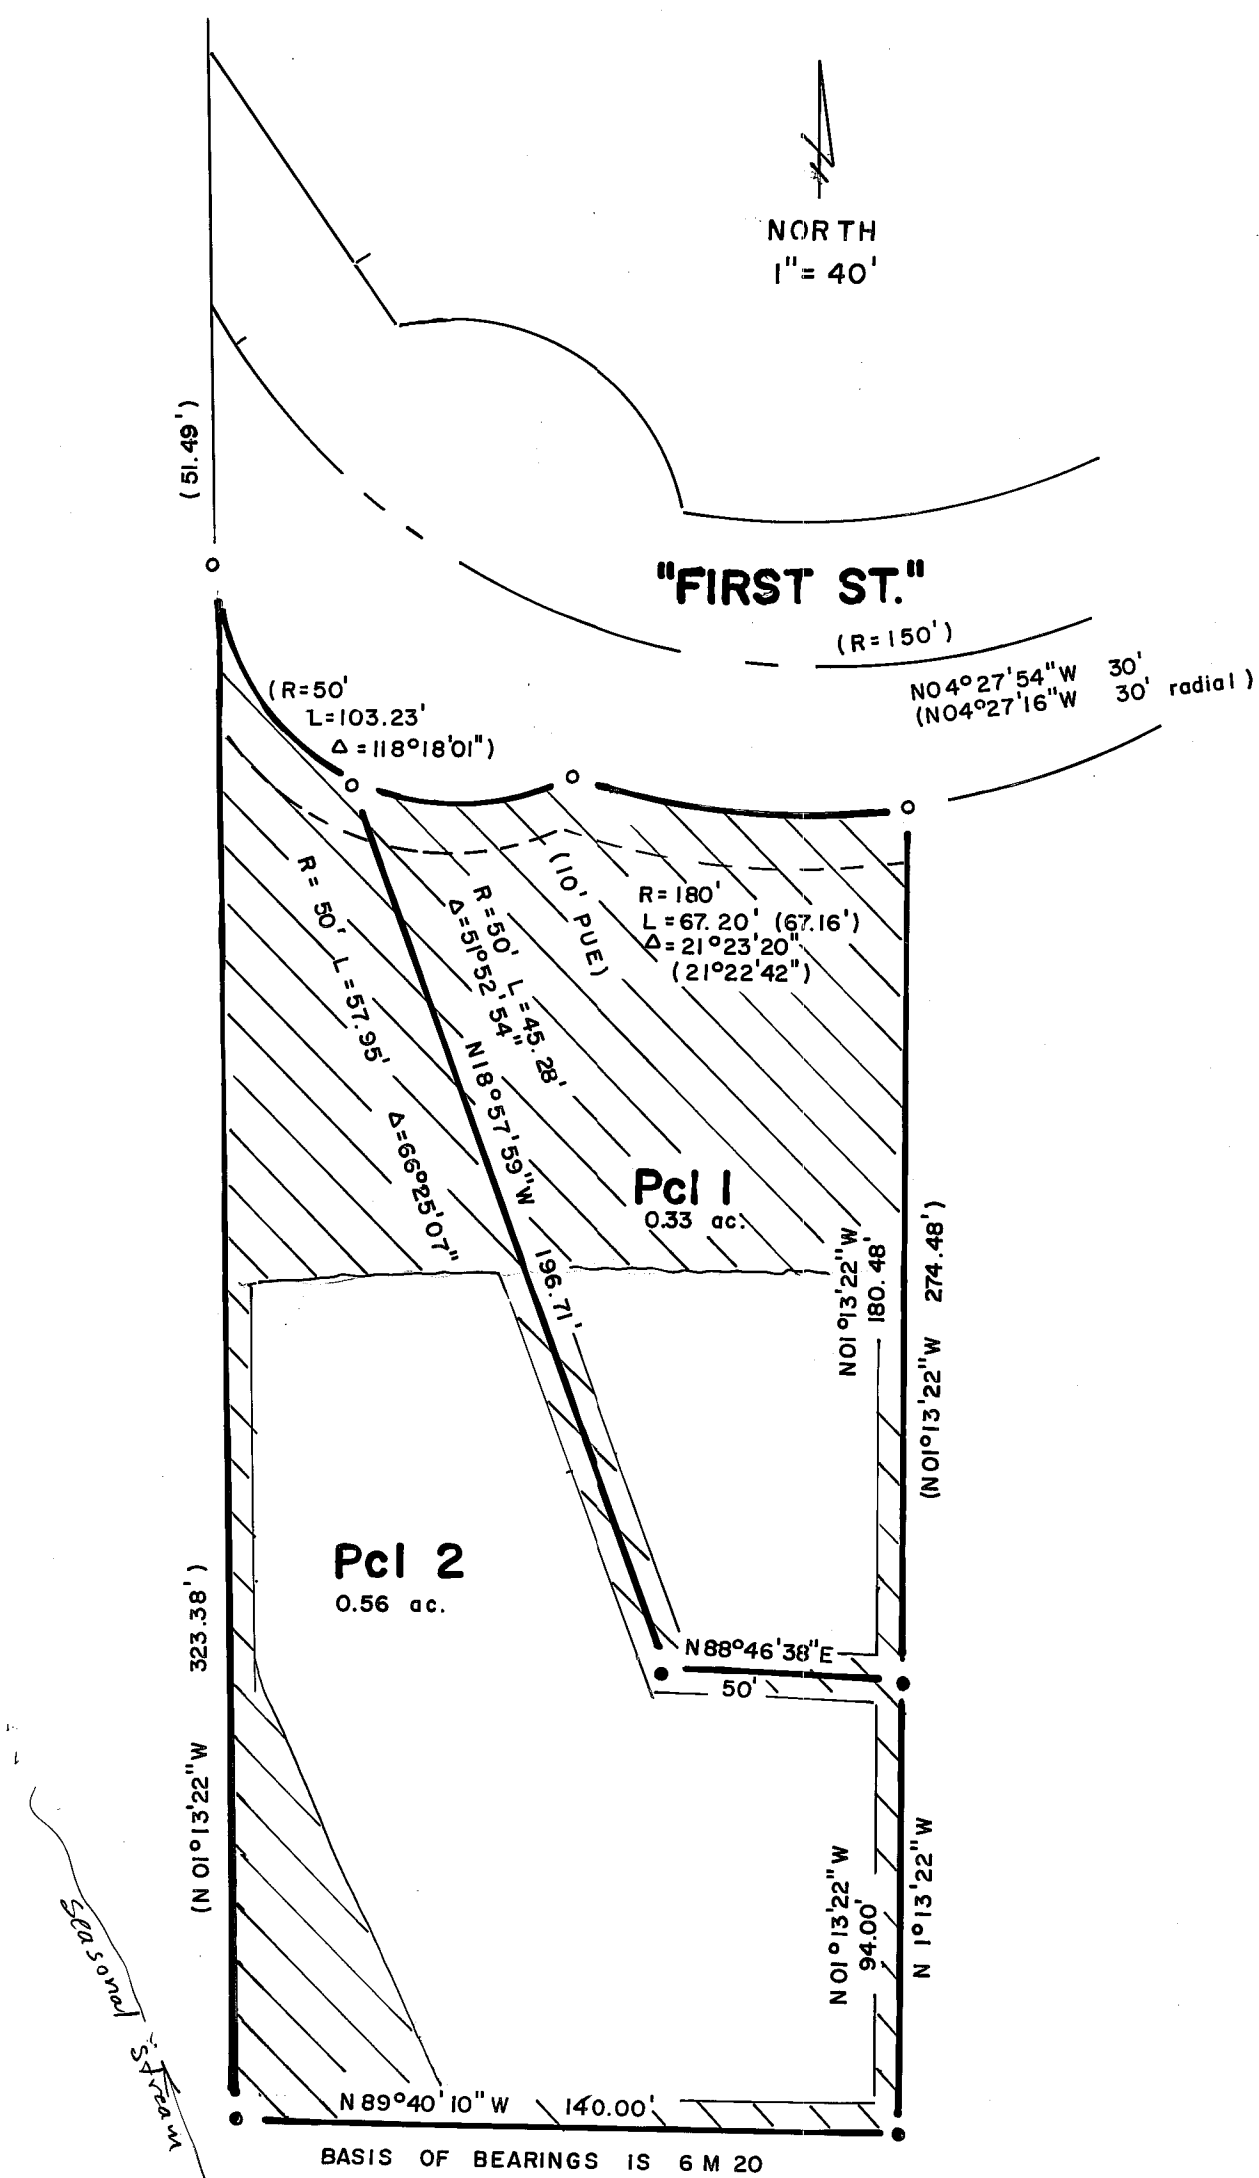 NORTH
1"= 40'
(51.49')
"FIRST ST."
(R=150')
N04°27'54"W 30'
(N04°27'16"W 30' radial)
(R=50'
L=103.23'
Δ=118°18'01")
(10' PUE)
R=180'
L=67.20' (67.16')
Δ=21°23'20"
(21°22'42")
R=50' L=45.28'
Δ=51°52'54"
R=50' L=57.95'
Δ=66°25'07"
N18°57'59"W 196.71'
Pcl 1
0.33 ac.
N01°13'22"W
180.48'
(N01°13'22"W 274.48')
Pcl 2
0.56 ac.
N88°46'38"E
50'
(N 01°13'22"W 323.38')
N01°13'22"W
94.00'
N 1°13'22"W
Seasonal Stream
N89°40'10"W 140.00'
BASIS OF BEARINGS IS 6 M 20